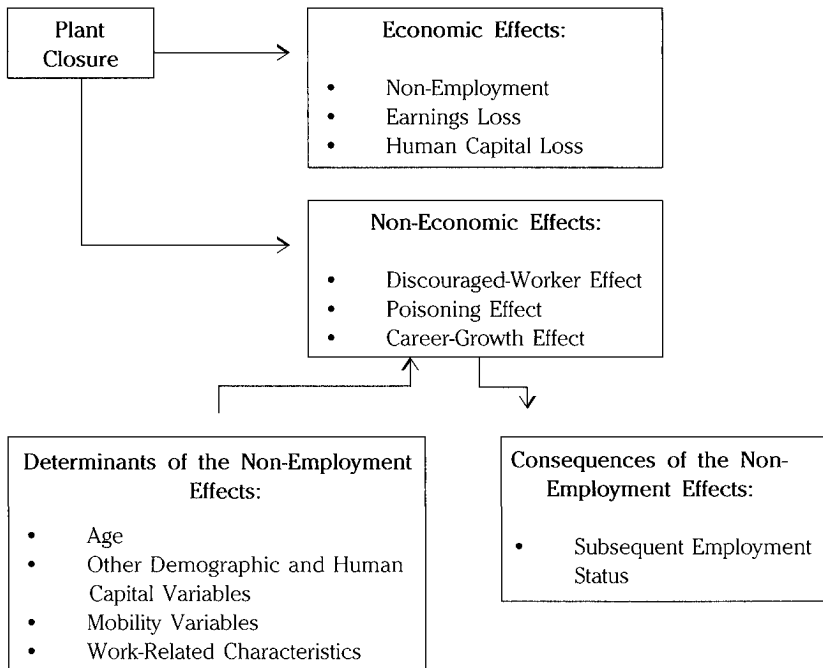 Plant
Closure
Economic Effects:
• Non-Employment
• Earnings Loss
• Human Capital Loss
Non-Economic Effects:
• Discouraged-Worker Effect
• Poisoning Effect
• Career-Growth Effect
Determinants of the Non-Employment
Effects:
• Age
• Other Demographic and Human
Capital Variables
• Mobility Variables
• Work-Related Characteristics
Consequences of the Non-
Employment Effects:
• Subsequent Employment
Status